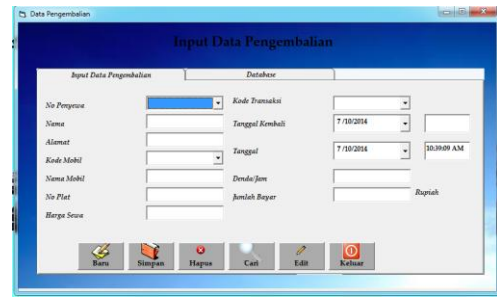 Data Pengembalian
Input Data Pengembalian
Input Data Pengembalian Database
No Penyewa
Nama
Alamat
Kode Mobil
Nama Mobil
No Plat
Harga Sewa
Kode Transaksi
Tanggal Kembali 7 /10/2014
Tanggal 7 /10/2014 10:39:09 AM
Denda/Jam
Jumlah Bayar Rupiah
Baru Simpan Hapus Cari Edit Keluar